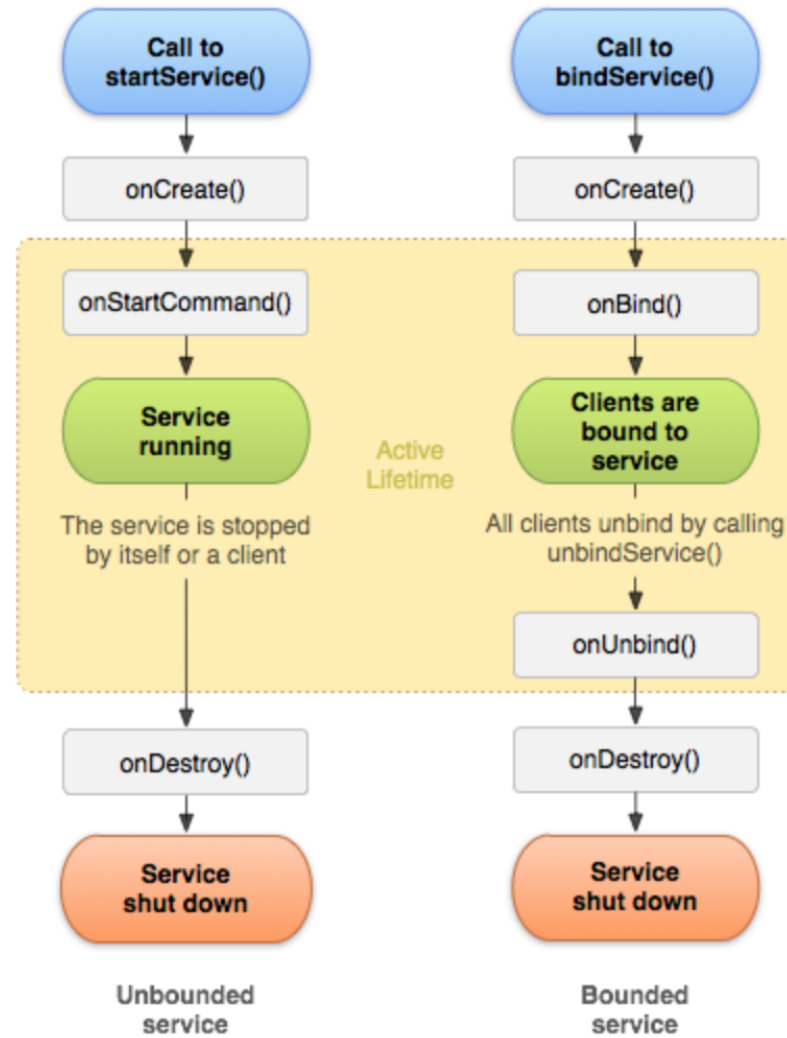 Call to
startService()
onCreate()
onStartCommand()
Service
running
The service is stopped
by itself or a client
onDestroy()
Service
shut down
Unbounded
service
Active
Lifetime
Call to
bindService()
onCreate()
onBind()
Clients are
bound to
service
All clients unbind by calling
unbindService()
onUnbind()
onDestroy()
Service
shut down
Bounded
service